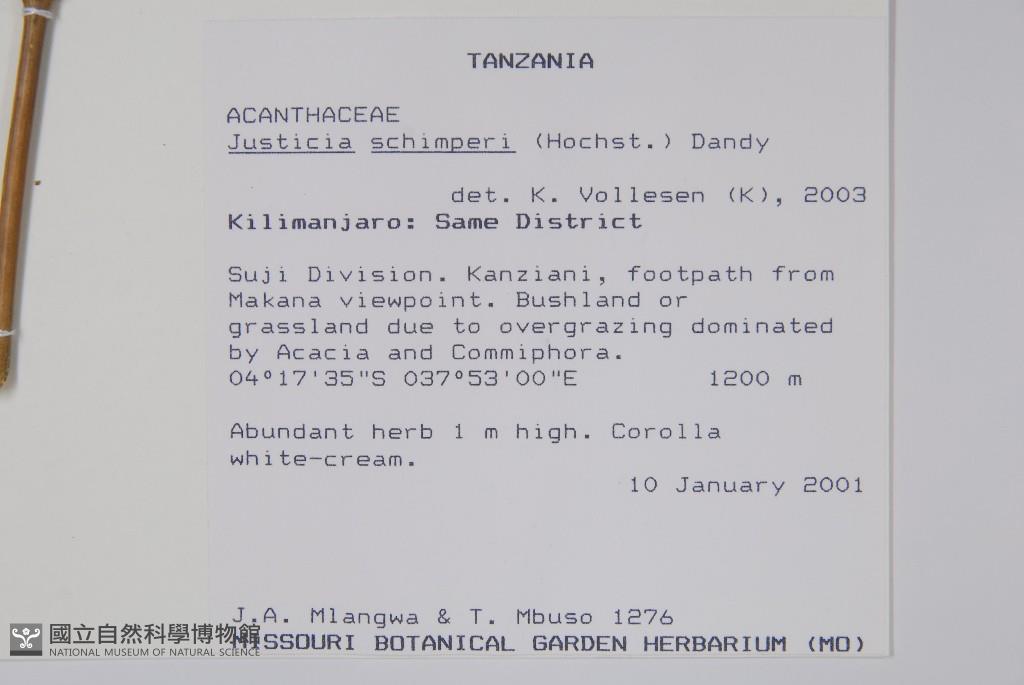 TANZANIA
ACANTHACEAE
Justicia schimperi (Hochst.) Dandy
det. K. Vollesen (K), 2003
Kilimanjaro: Same District
Suji Division. Kanziani, footpath from
Makana viewpoint. Bushland or
grassland due to overgrazing dominated
by Acacia and Commiphora.
04°17'35"S 037°53'00"E 1200 m
Abundant herb 1 m high. Corolla
white-cream.
10 January 2001
J.A. Mlangwa & T. Mbuso 1276
MISSOURI BOTANICAL GARDEN HERBARIUM (MO)
國立自然科學博物館
NATIONAL MUSEUM OF NATURAL SCIENCE